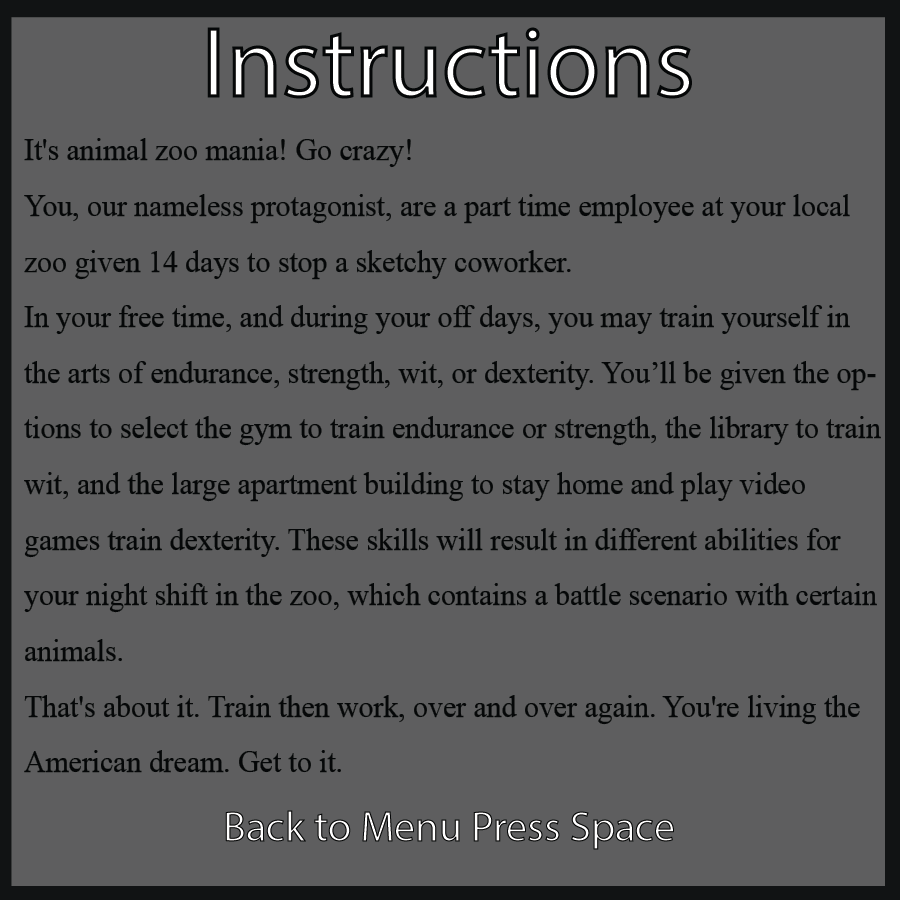 Instructions
It's animal zoo mania! Go crazy!
You, our nameless protagonist, are a part time employee at your local
zoo given 14 days to stop a sketchy coworker.
In your free time, and during your off days, you may train yourself in
the arts of endurance, strength, wit, or dexterity. You’ll be given the op-
tions to select the gym to train endurance or strength, the library to train
wit, and the large apartment building to stay home and play video
games train dexterity. These skills will result in different abilities for
your night shift in the zoo, which contains a battle scenario with certain
animals.
That's about it. Train then work, over and over again. You're living the
American dream. Get to it.
Back to Menu Press Space